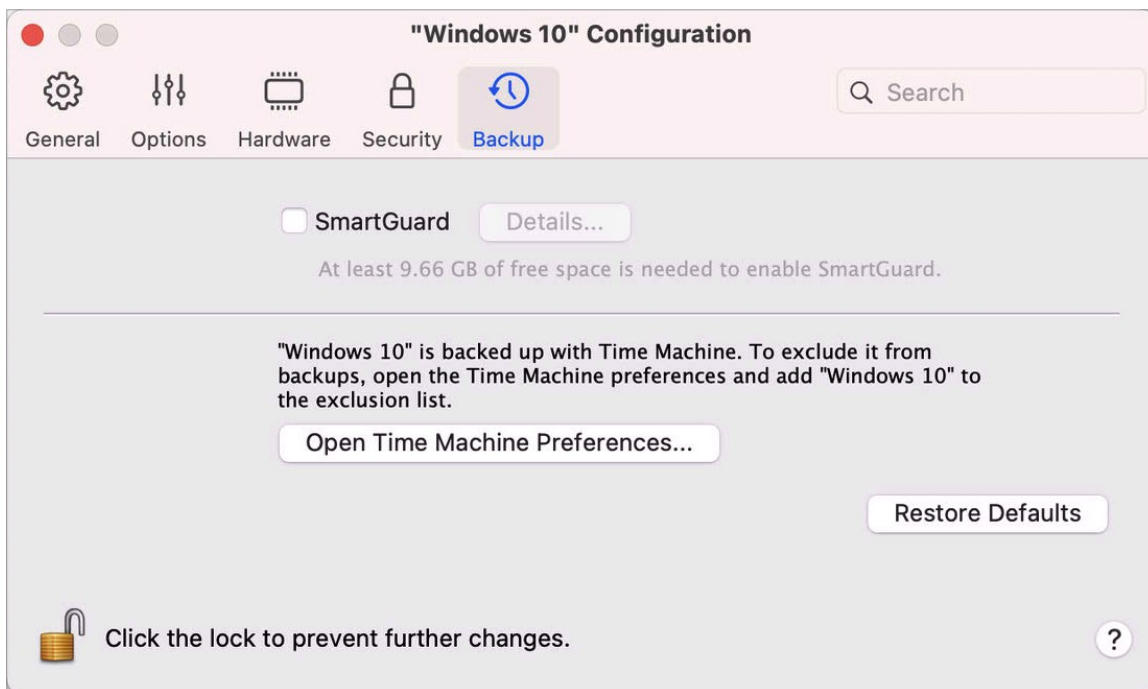 "Windows 10" Configuration
General Options Hardware Security Backup
Search
SmartGuard Details...
At least 9.66 GB of free space is needed to enable SmartGuard.
"Windows 10" is backed up with Time Machine. To exclude it from
backups, open the Time Machine preferences and add "Windows 10" to
the exclusion list.
Open Time Machine Preferences...
Restore Defaults
Click the lock to prevent further changes.
?